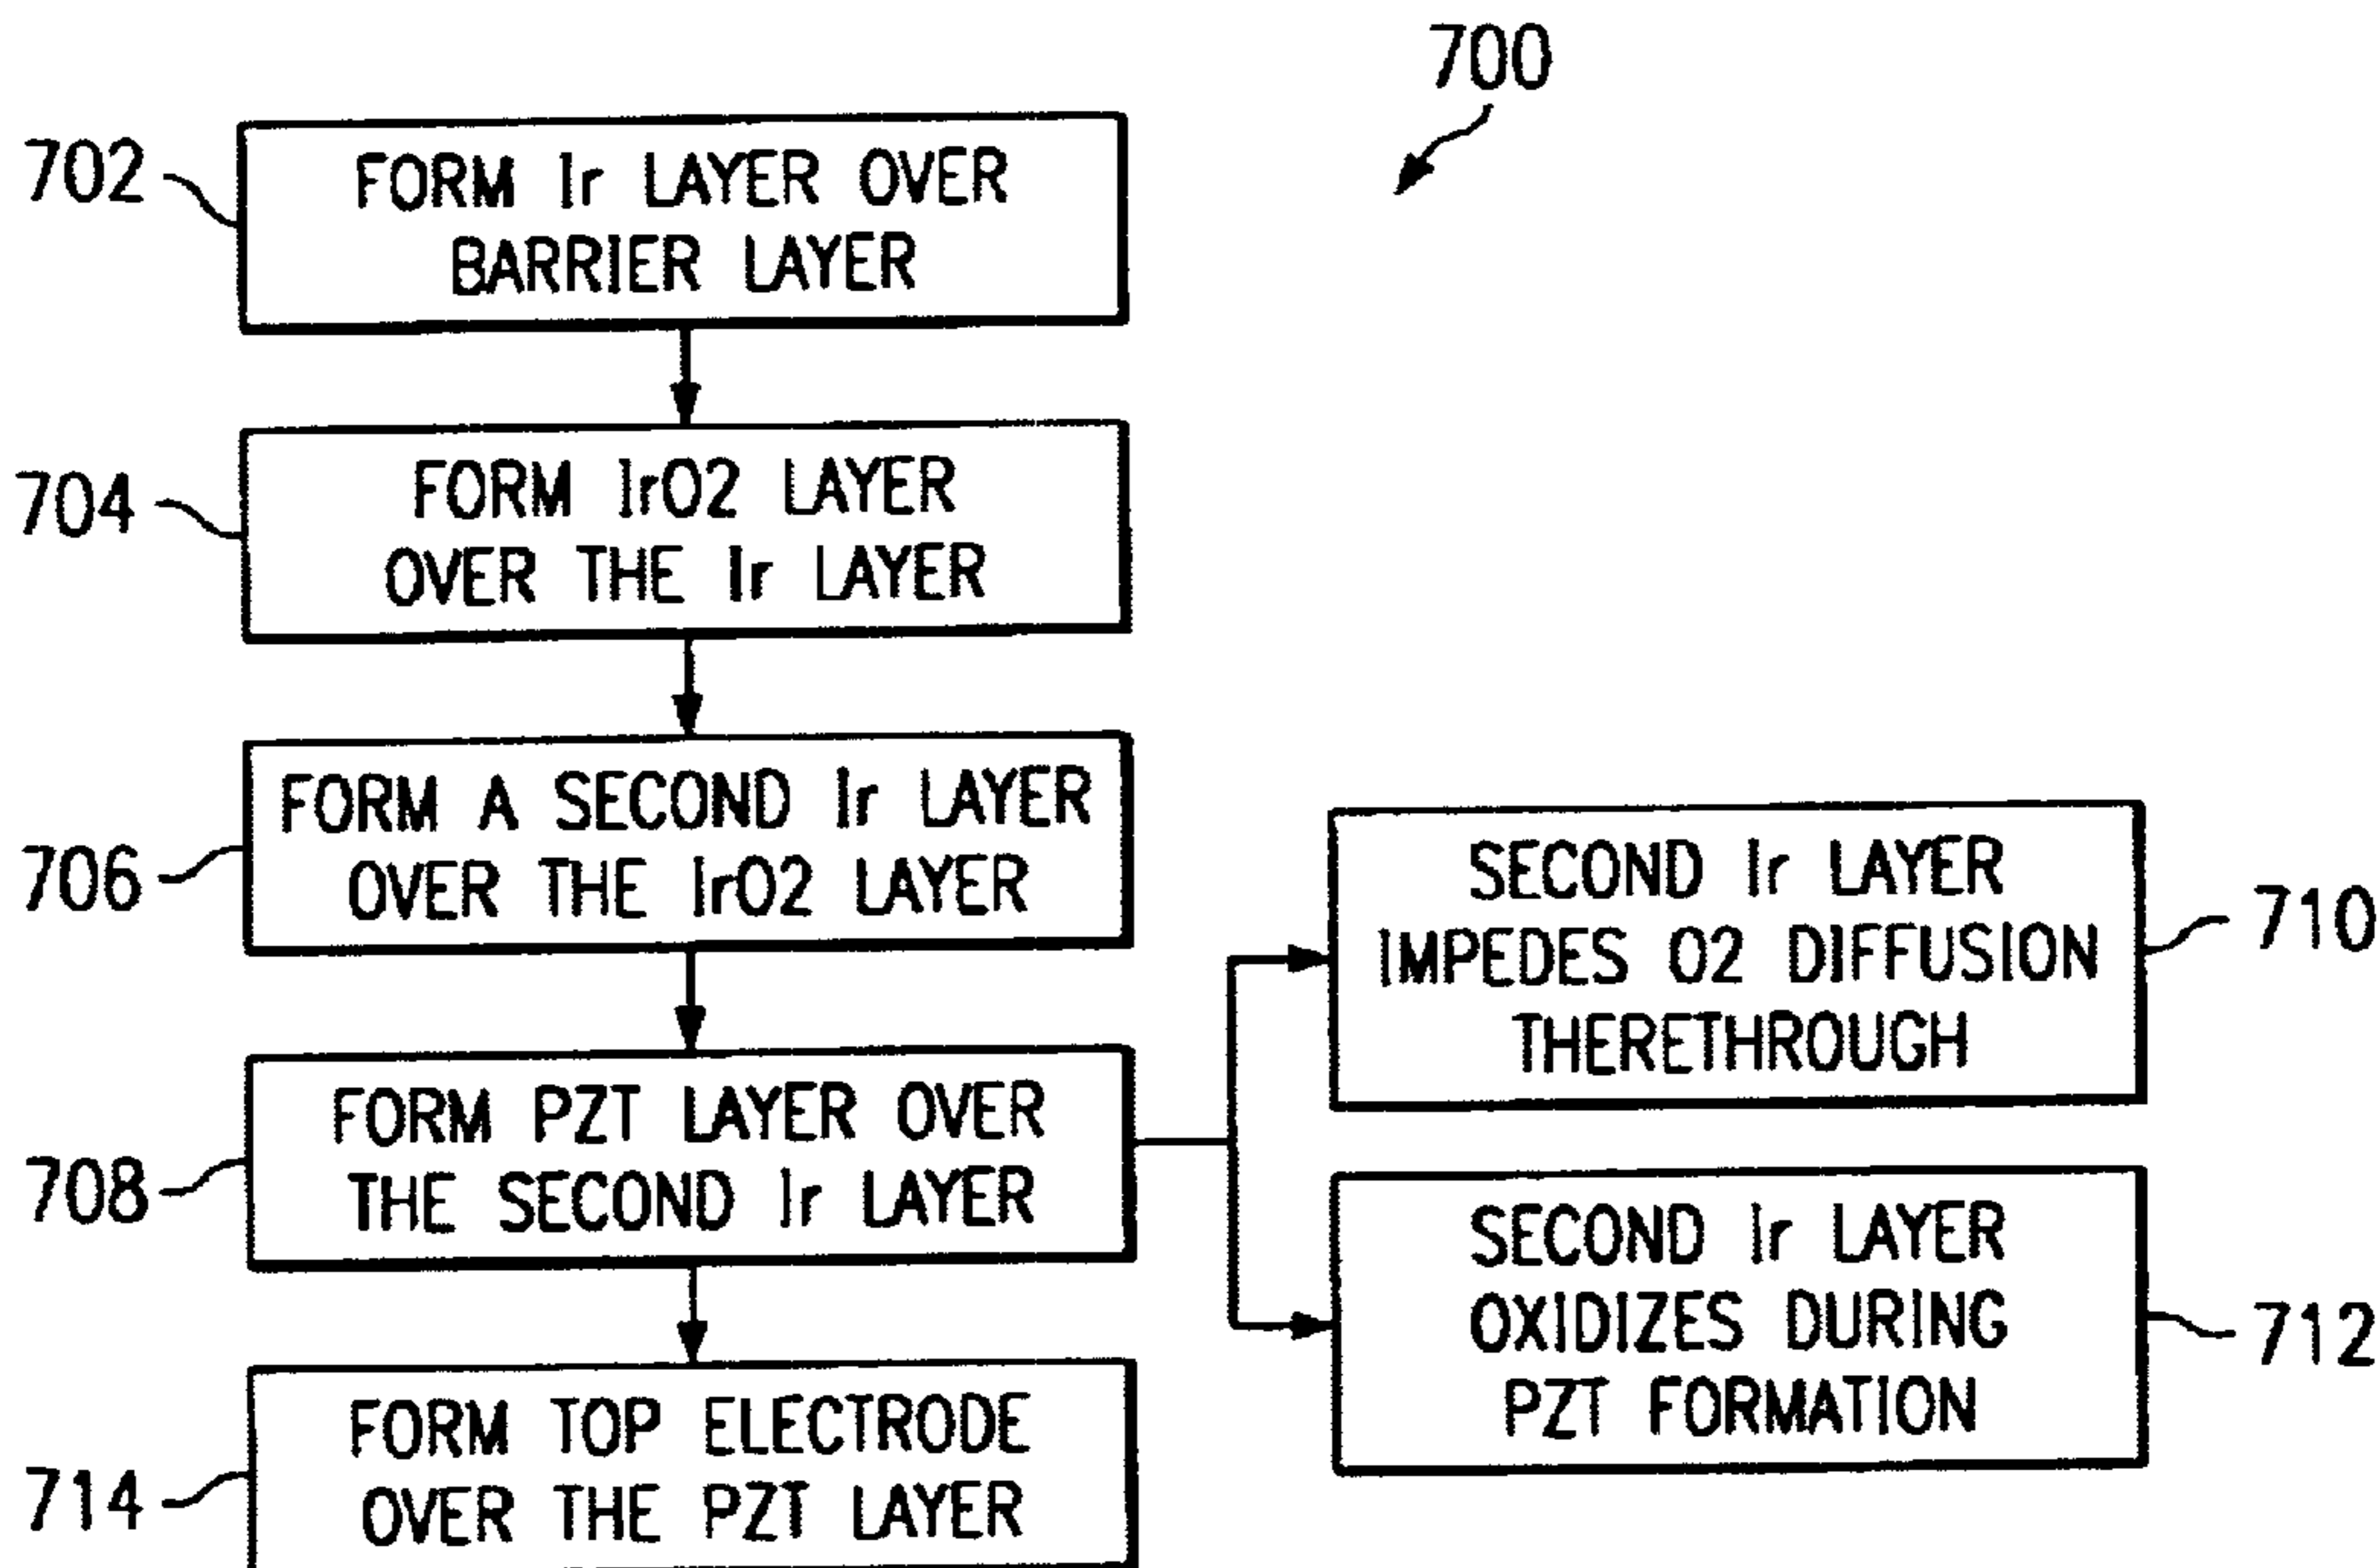 700
702
FORM Ir LAYER OVER
BARRIER LAYER
704
FORM IrO2 LAYER
OVER THE Ir LAYER
706
FORM A SECOND Ir LAYER
OVER THE IrO2 LAYER
708
FORM PZT LAYER OVER
THE SECOND Ir LAYER
SECOND Ir LAYER
IMPEDES O2 DIFFUSION
THERETHROUGH
710
SECOND Ir LAYER
OXIDIZES DURING
PZT FORMATION
712
714
FORM TOP ELECTRODE
OVER THE PZT LAYER